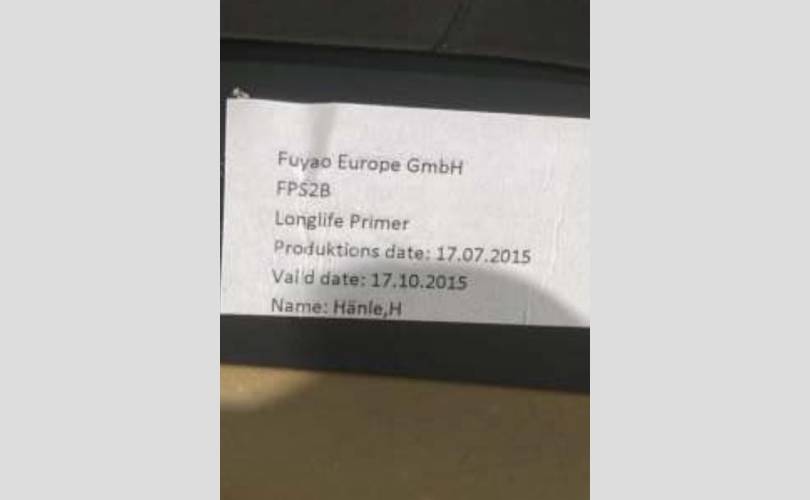 Fuyao Europe GmbH
FPS2B
Longlife Primer
Produktions date: 17.07.2015
Valid date: 17.10.2015
Name: Hänle,H